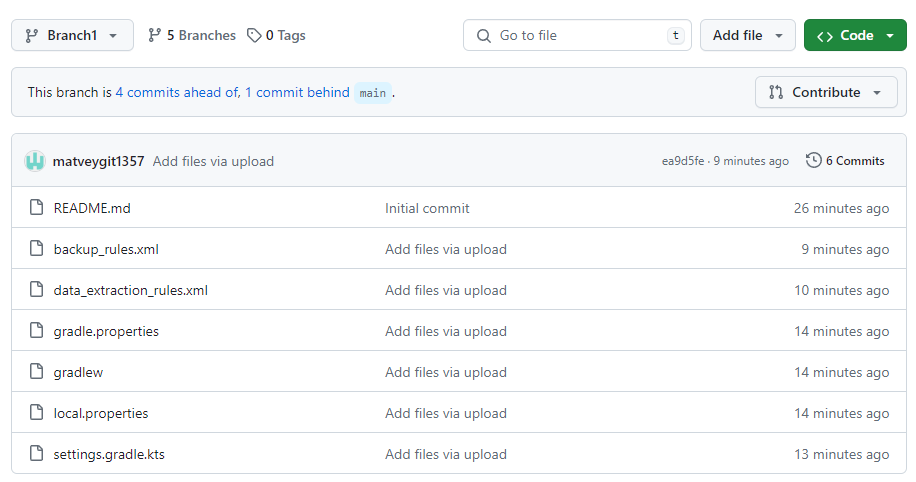 Branch1 5 Branches 0 Tags Go to file t Add file Code
This branch is 4 commits ahead of, 1 commit behind main .
Contribute
matveygit1357 Add files via upload ea9d5fe · 9 minutes ago 6 Commits
README.md Initial commit 26 minutes ago
backup_rules.xml Add files via upload 9 minutes ago
data_extraction_rules.xml Add files via upload 10 minutes ago
gradle.properties Add files via upload 14 minutes ago
gradlew Add files via upload 14 minutes ago
local.properties Add files via upload 14 minutes ago
settings.gradle.kts Add files via upload 13 minutes ago